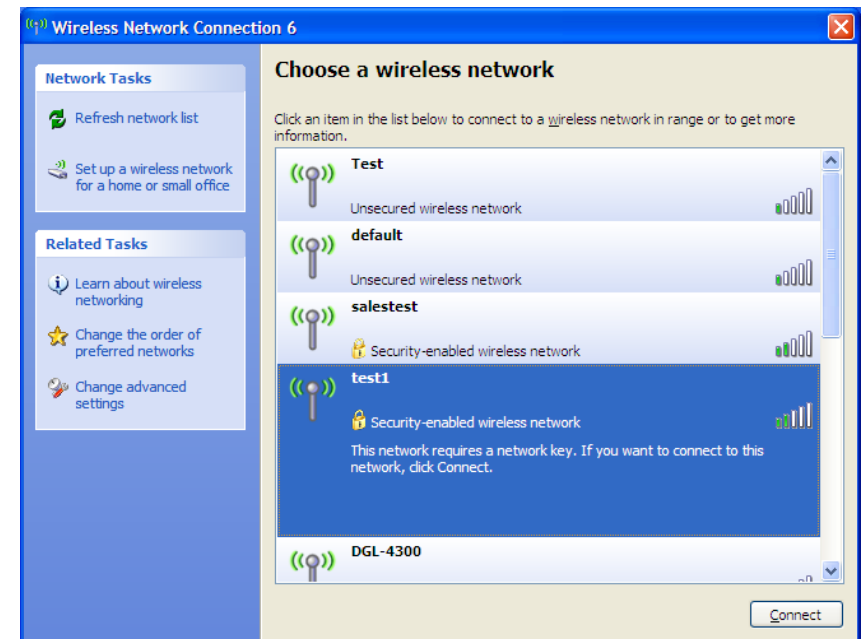 Wireless Network Connection 6
Network Tasks
Refresh network list
Set up a wireless network
for a home or small office
Related Tasks
Learn about wireless
networking
Change the order of
preferred networks
Change advanced
settings
Choose a wireless network
Click an item in the list below to connect to a wireless network in range or to get more
information.
Test
Unsecured wireless network
default
Unsecured wireless network
salestest
Security-enabled wireless network
test1
Security-enabled wireless network
This network requires a network key. If you want to connect to this
network, click Connect.
DGL-4300
Connect